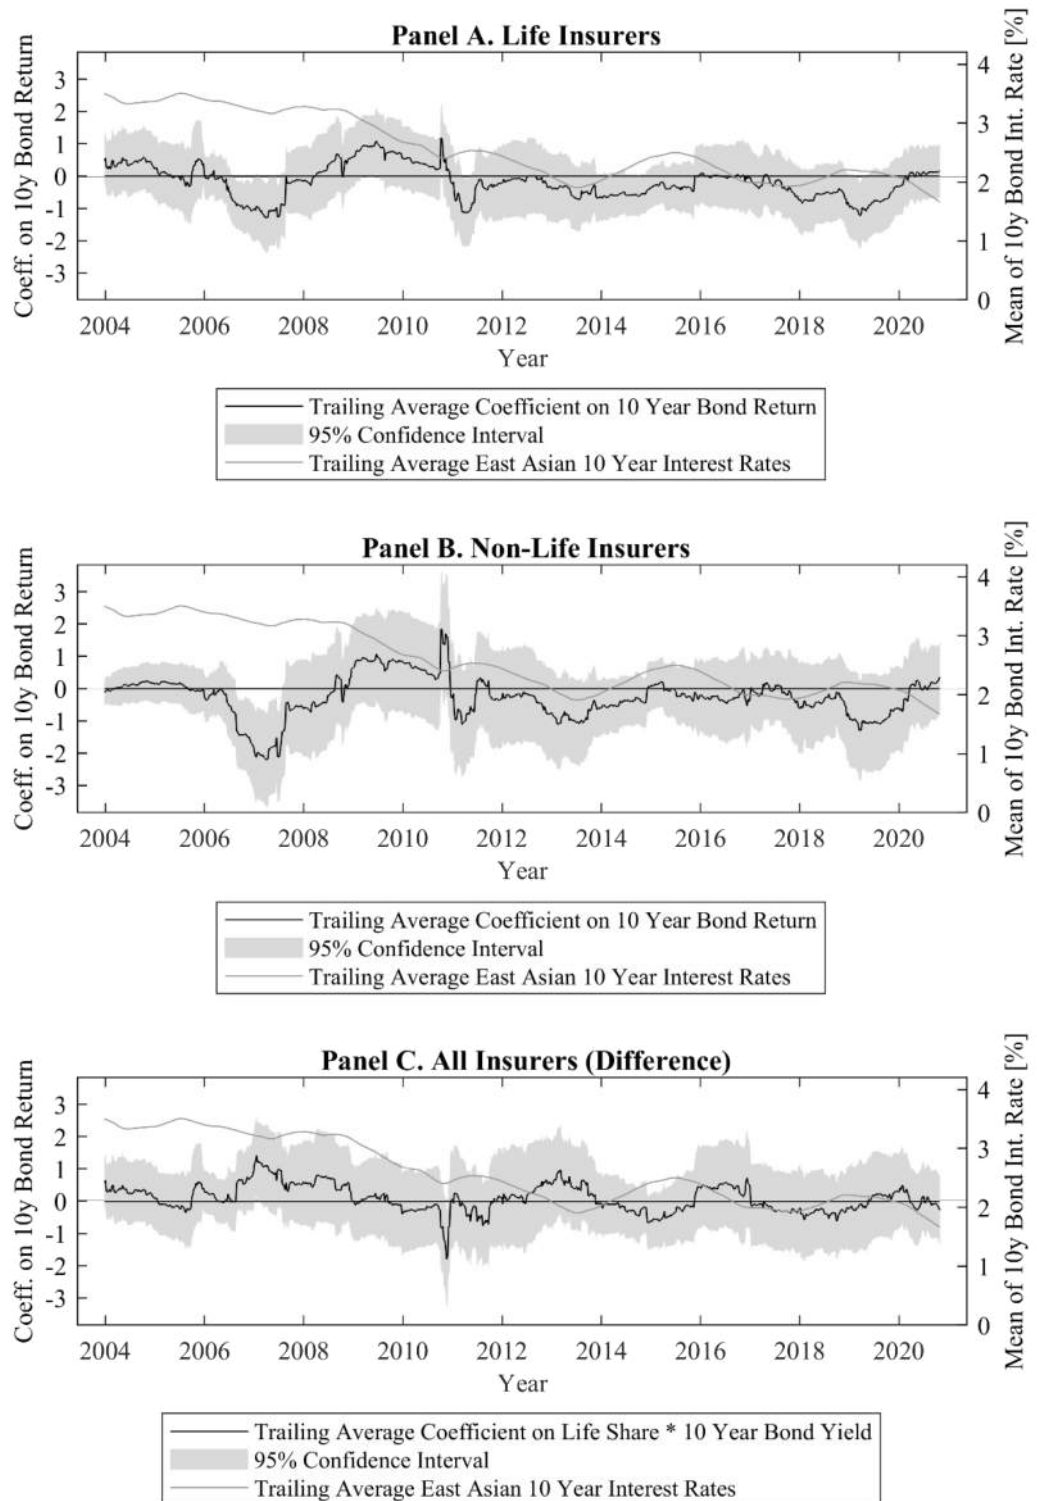 Panel A. Life Insurers
Coeff. on 10y Bond Return
3
2
1
0
-1
-2
-3
Mean of 10y Bond Int. Rate [%]
4
3
2
1
0
2004 2006 2008 2010 2012 2014 2016 2018 2020
Year
Trailing Average Coefficient on 10 Year Bond Return
95% Confidence Interval
Trailing Average East Asian 10 Year Interest Rates
Panel B. Non-Life Insurers
Coeff. on 10y Bond Return
3
2
1
0
-1
-2
-3
Mean of 10y Bond Int. Rate [%]
4
3
2
1
0
2004 2006 2008 2010 2012 2014 2016 2018 2020
Year
Trailing Average Coefficient on 10 Year Bond Return
95% Confidence Interval
Trailing Average East Asian 10 Year Interest Rates
Panel C. All Insurers (Difference)
Coeff. on 10y Bond Return
3
2
1
0
-1
-2
-3
Mean of 10y Bond Int. Rate [%]
4
3
2
1
0
2004 2006 2008 2010 2012 2014 2016 2018 2020
Year
Trailing Average Coefficient on Life Share * 10 Year Bond Yield
95% Confidence Interval
Trailing Average East Asian 10 Year Interest Rates